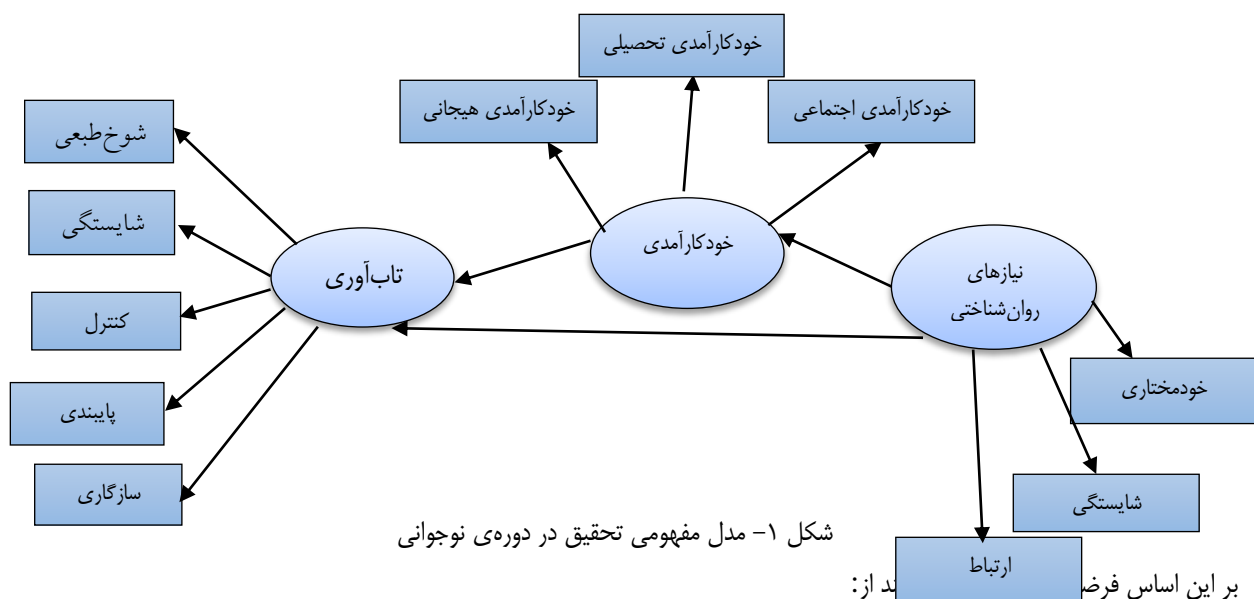 خودکارآمدی تحصیلی
خودکارآمدی اجتماعی
خودکارآمدی هیجانی
شوخ‌طبعی
شایستگی
خودکارآمدی
نیازهای
روان‌شناختی
تاب‌آوری
کنترل
خودمختاری
پایبندی
سازگاری
شایستگی
شکل ۱- مدل مفهومی تحقیق در دوره‌ی نوجوانی
ارتباط
بر این اساس از: